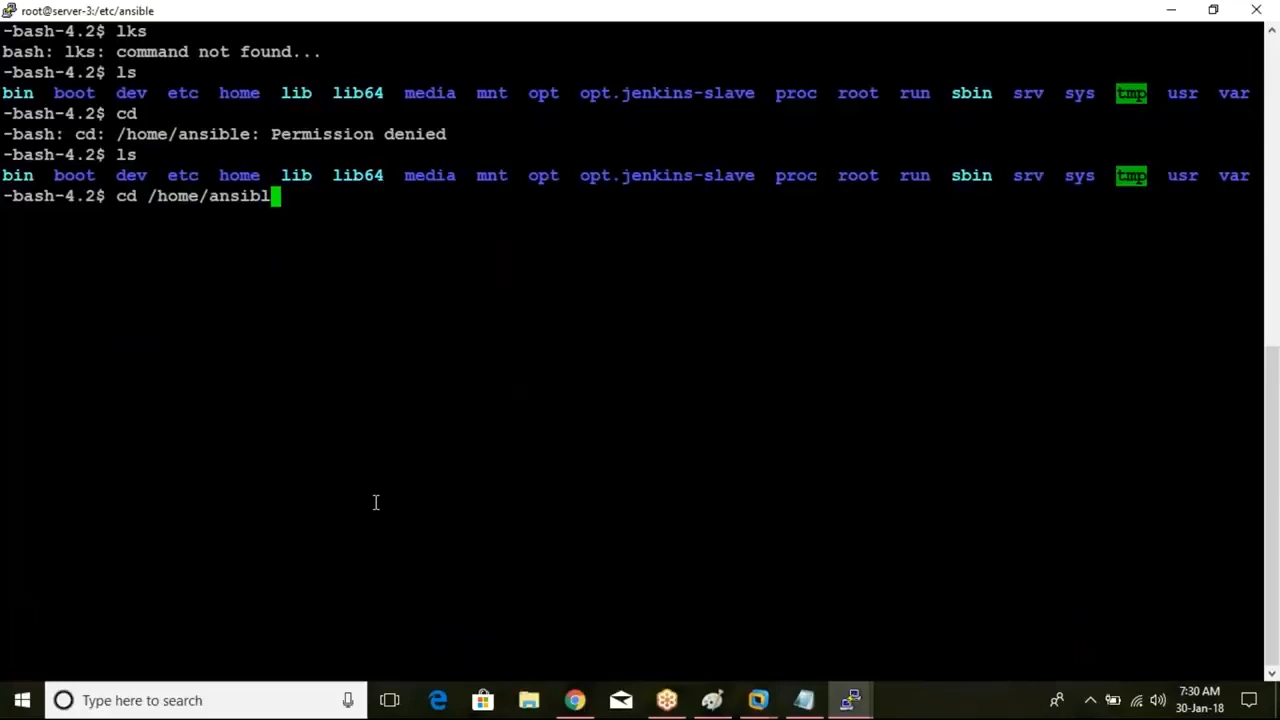 root@server-3:/etc/ansible
-bash-4.2$ lks
bash: lks: command not found...
-bash-4.2$ ls
bin boot dev etc home lib lib64 media mnt opt opt.jenkins-slave proc root run sbin srv sys tmp usr var
-bash-4.2$ cd
-bash: cd: /home/ansible: Permission denied
-bash-4.2$ ls
bin boot dev etc home lib lib64 media mnt opt opt.jenkins-slave proc root run sbin srv sys tmp usr var
-bash-4.2$ cd /home/ansibl
Type here to search
7:30 AM
30-Jan-18